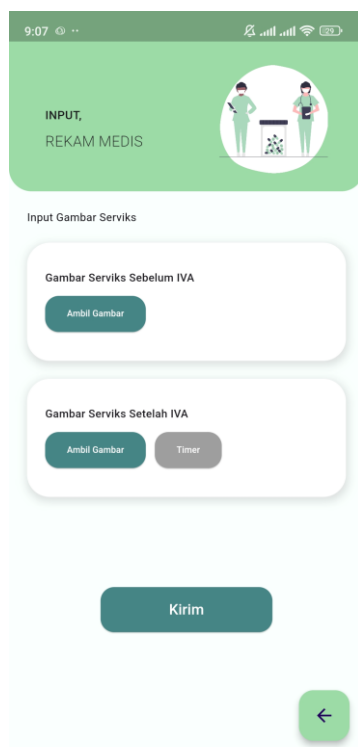 9:07
INPUT,
REKAM MEDIS
Input Gambar Serviks
Gambar Serviks Sebelum IVA
Ambil Gambar
Gambar Serviks Setelah IVA
Ambil Gambar Timer
Kirim